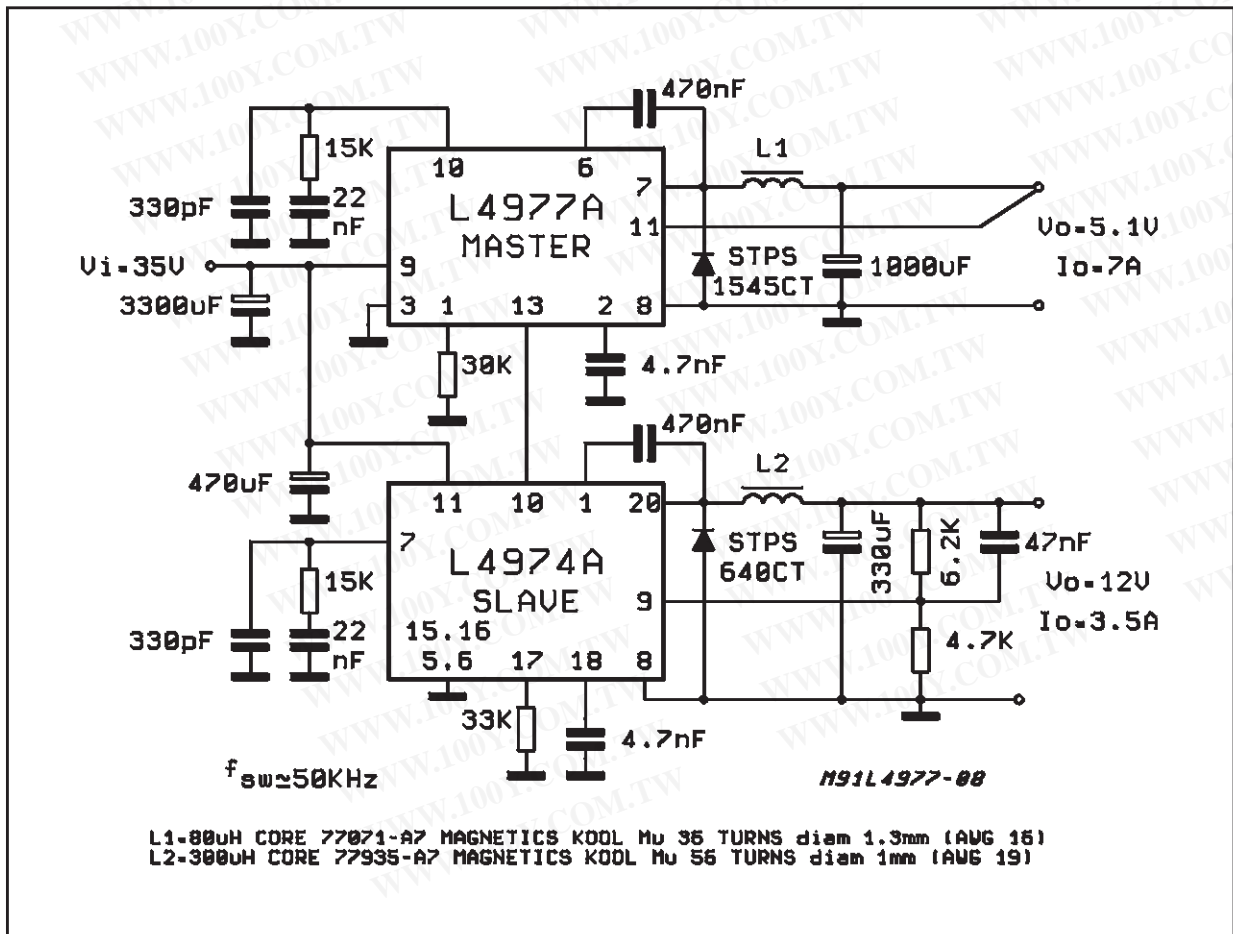 470nF
15K
10
6
L1
330pF
22
nF
L4977A
MASTER
7
11
Vo=5.1V
Io=7A
Vi=35V
9
STPS
1545CT
1000uF
3300uF
3
1
13
2
8
30K
4.7nF
470nF
L2
470uF
11
10
1
20
7
L4974A
SLAVE
STPS
640CT
330uF
6.2K
47nF
Vo=12V
Io=3.5A
15K
9
330pF
22
nF
15.16
5.6
17
18
8
4.7K
33K
4.7nF
fsw≃50KHz
M91L4977-08
L1=80uH CORE 77071-A7 MAGNETICS KOOL Mu 36 TURNS diam 1.3mm (AWG 16)
L2=300uH CORE 77935-A7 MAGNETICS KOOL Mu 56 TURNS diam 1mm (AWG 19)
WWW.100Y.COM.TW